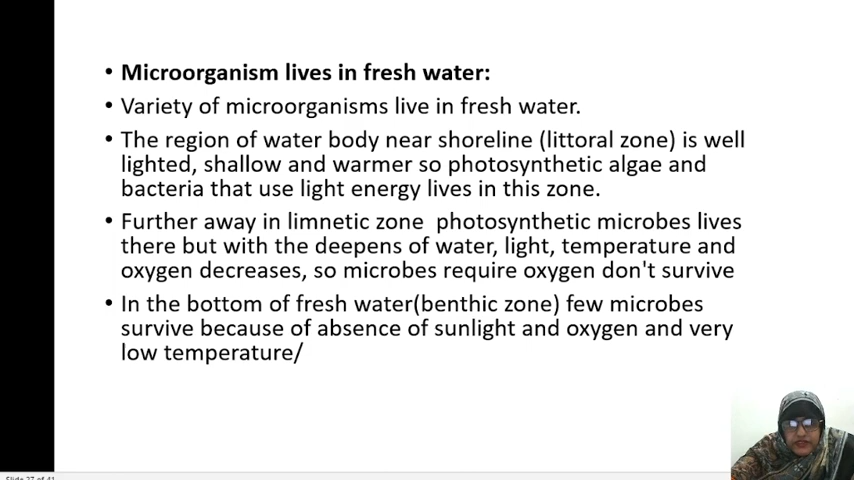 • Microorganism lives in fresh water:
• Variety of microorganisms live in fresh water.
• The region of water body near shoreline (littoral zone) is well
lighted, shallow and warmer so photosynthetic algae and
bacteria that use light energy lives in this zone.
• Further away in limnetic zone  photosynthetic microbes lives
there but with the deepens of water, light, temperature and
oxygen decreases, so microbes require oxygen don't survive
• In the bottom of fresh water(benthic zone) few microbes
survive because of absence of sunlight and oxygen and very
low temperature/
Slide 27 of 41